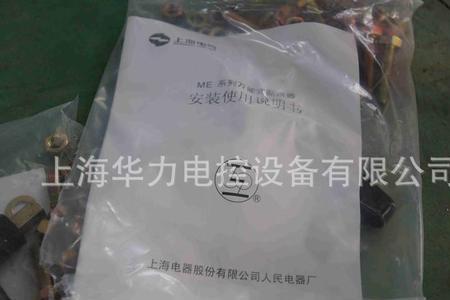 上海电气
ME 系列万能式断路器
安装使用说明书
上海华力电接设备有限公司
®
上海电器股份有限公司人民电器厂